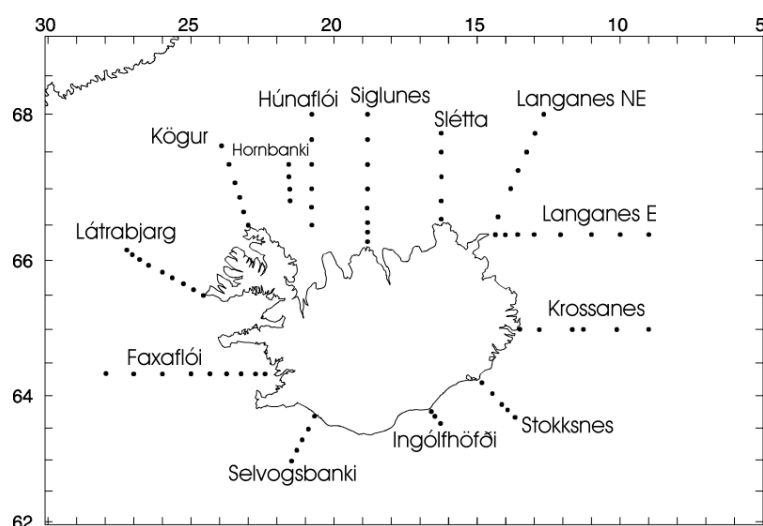 30 25 20 15 10 5
68
Húnaflói
Siglunes
Langanes NE
Slétta
Kögur
Hornbanki
Langanes E
Látrabjarg
66
Krossanes
Faxaflói
64
Stokksnes
Ingólfhöfði
Selvogsbanki
62